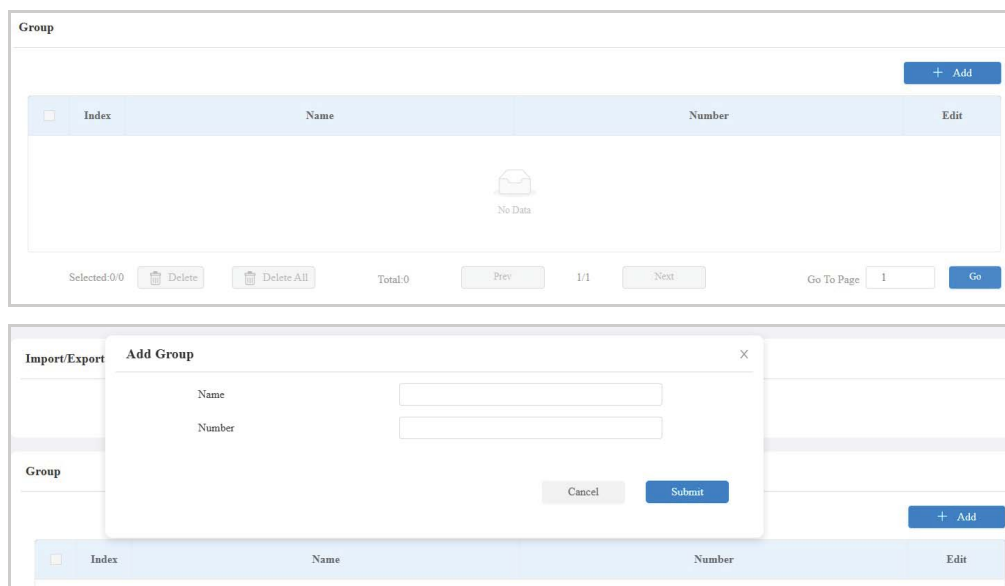 Group
+ Add
Index Name Number Edit
No Data
Selected:0/0 Delete Delete All Total:0 Prev 1/1 Next Go To Page 1 Go
Import/Export
Add Group X
Name
Number
Cancel Submit
Group
+ Add
Index Name Number Edit